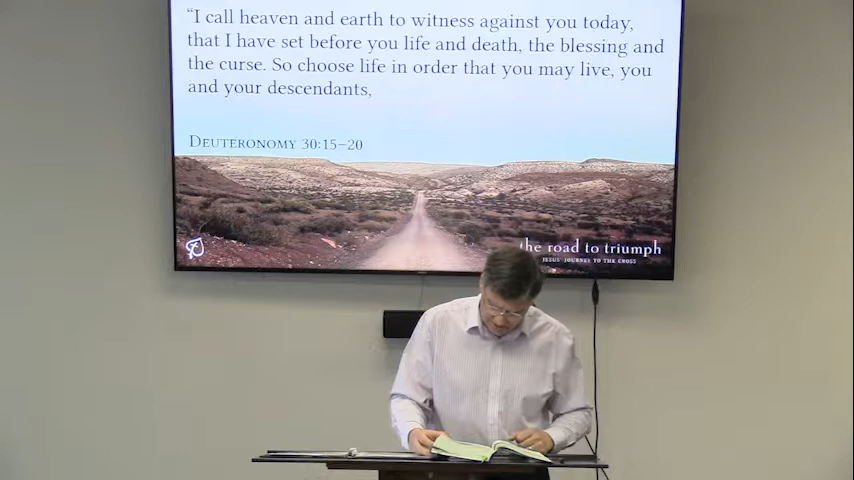 “I call heaven and earth to witness against you today,
that I have set before you life and death, the blessing and
the curse. So choose life in order that you may live, you
and your descendants,
Deuteronomy 30:15–20
the road to triumph
JESUS' JOURNEY TO THE CROSS